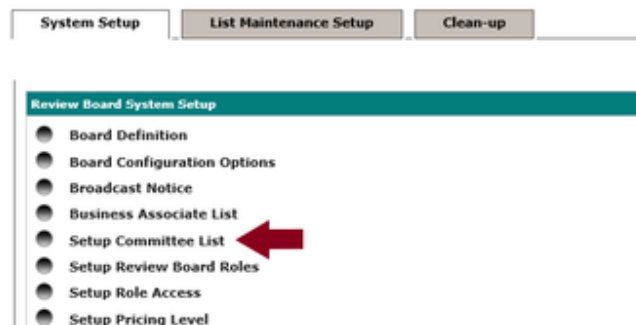 System Setup List Maintenance Setup Clean-up
Review Board System Setup
Board Definition
Board Configuration Options
Broadcast Notice
Business Associate List
Setup Committee List
Setup Review Board Roles
Setup Role Access
Setup Pricing Level